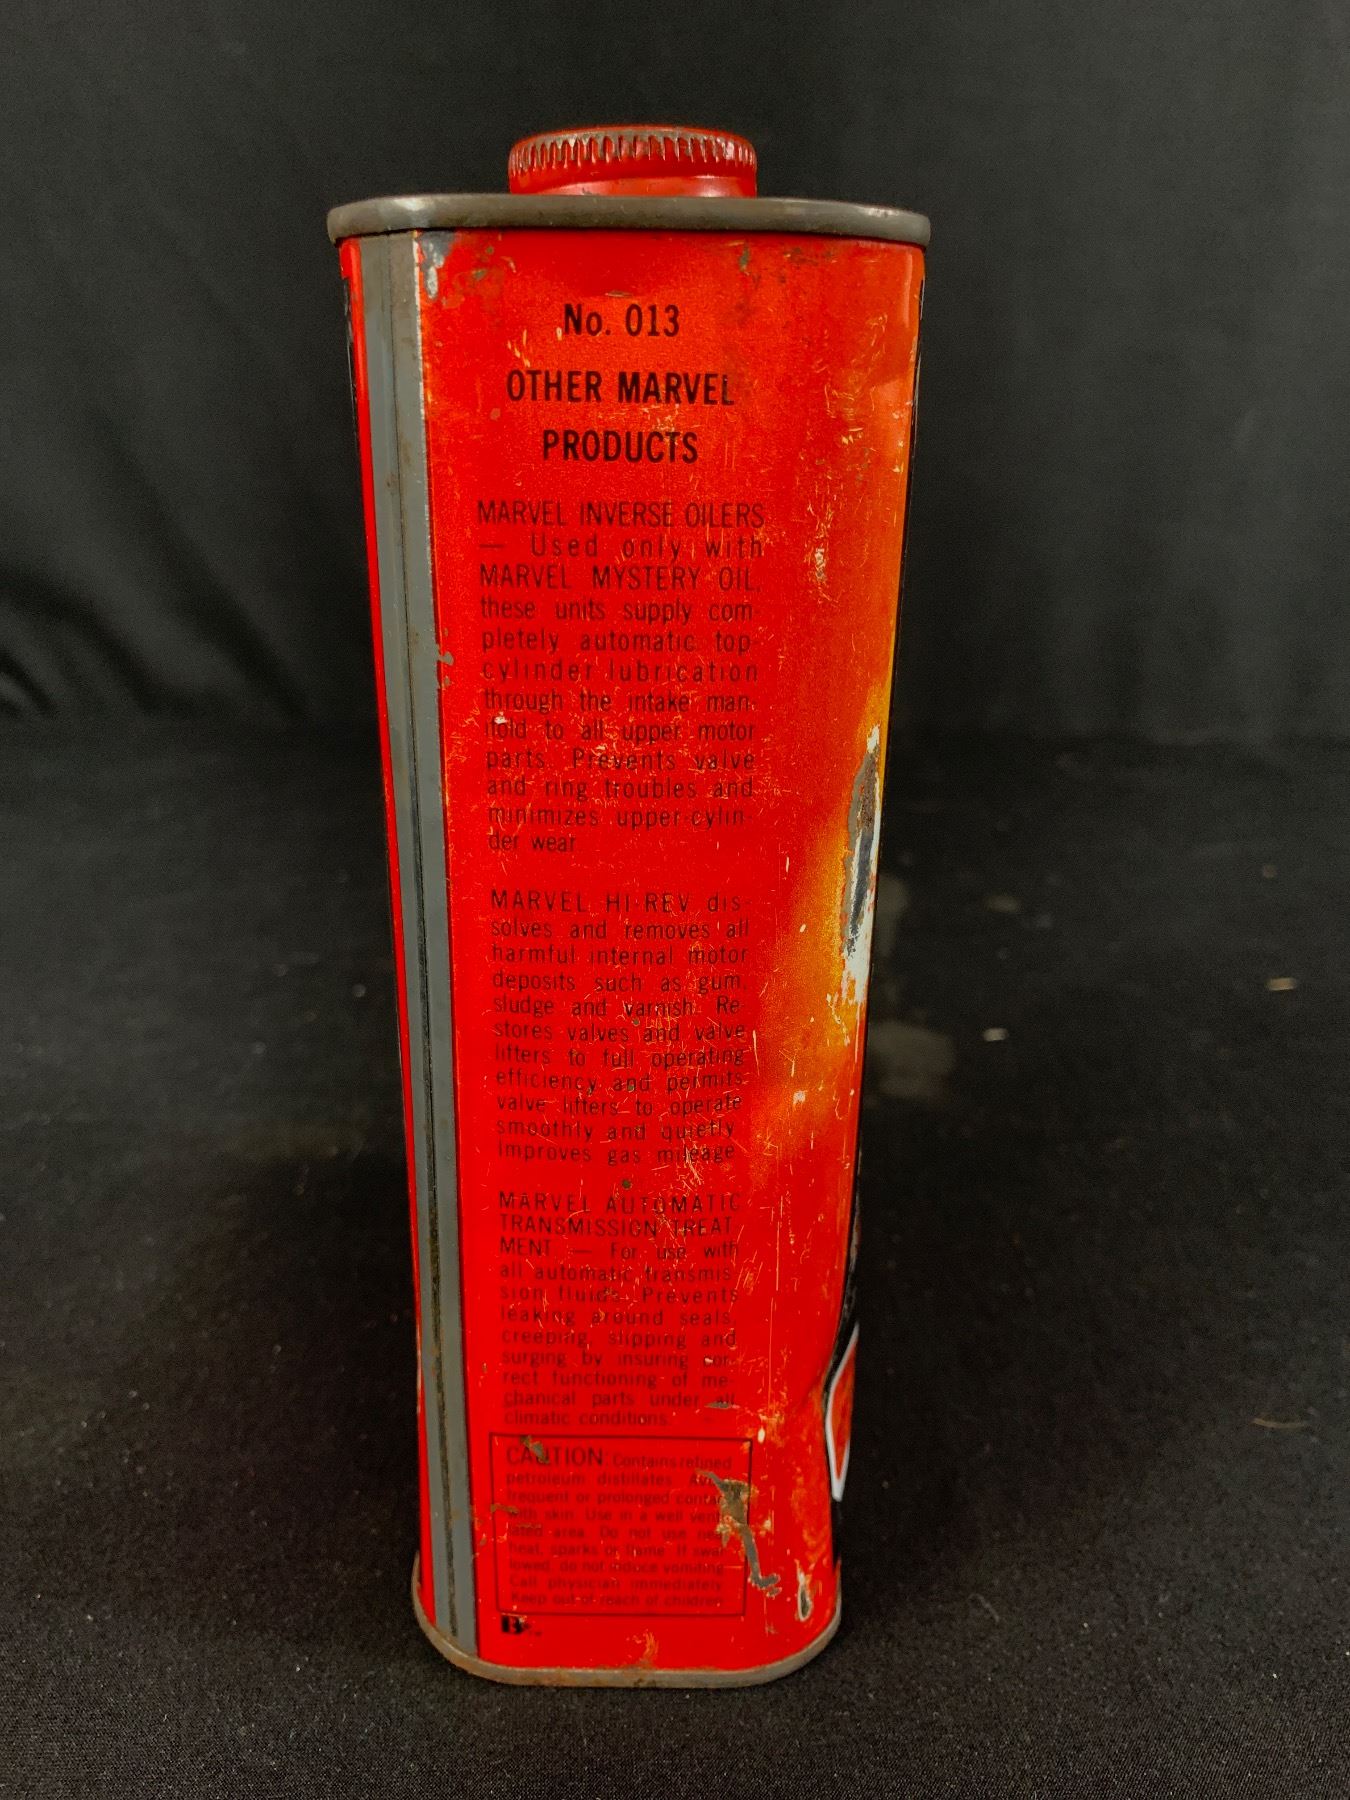 No. 013
OTHER MARVEL
PRODUCTS
MARVEL INVERSE OILERS
— Used only with
MARVEL MYSTERY OIL,
these units supply com-
pletely automatic top-
cylinder lubrication
through the intake man-
ifold to all upper motor
parts. Prevents valve
and ring troubles and
minimizes upper-cylin-
der wear
MARVEL HI-REV dis-
solves and removes all
harmful internal motor
deposits such as gum,
sludge and varnish. Re-
stores valves and valve
lifters to full operating
efficiency and permits
valve lifters to operate
smoothly and quietly
Improves gas mileage
MARVEL AUTOMATIC
TRANSMISSION TREAT
MENT — For use with
all automatic transmis
sion fluids. Prevents
leaking around seals,
creeping, slipping and
surging by insuring cor-
rect functioning of me-
chanical parts under all
climatic conditions.
CAUTION: Contains refined
petroleum distillates.
frequent or prolonged contac
with skin. Use in a well venti
lated area. Do not use nea
heat, sparks or flame. If swal
lowed, do not induce vomiting
Call physician immediately
Keep out of reach of children